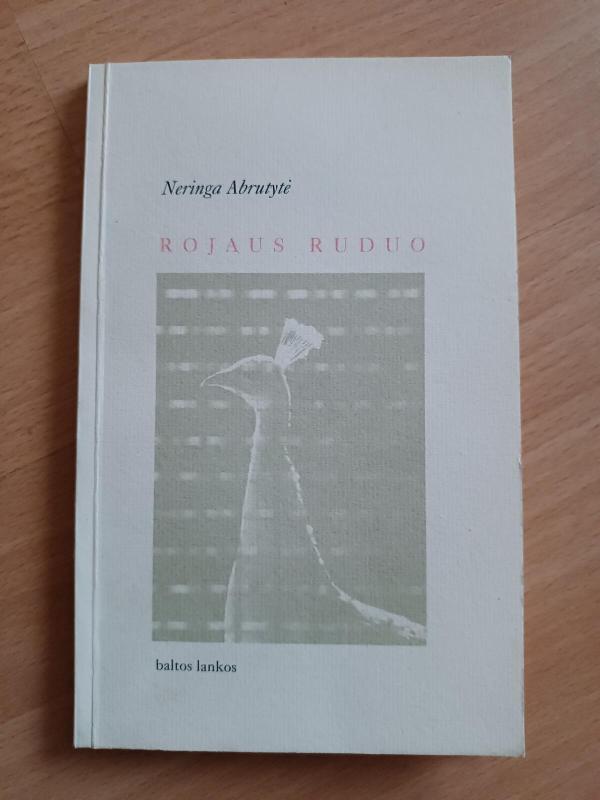 Neringa Abrutytė
ROJAUS RUDUO
baltos lankos